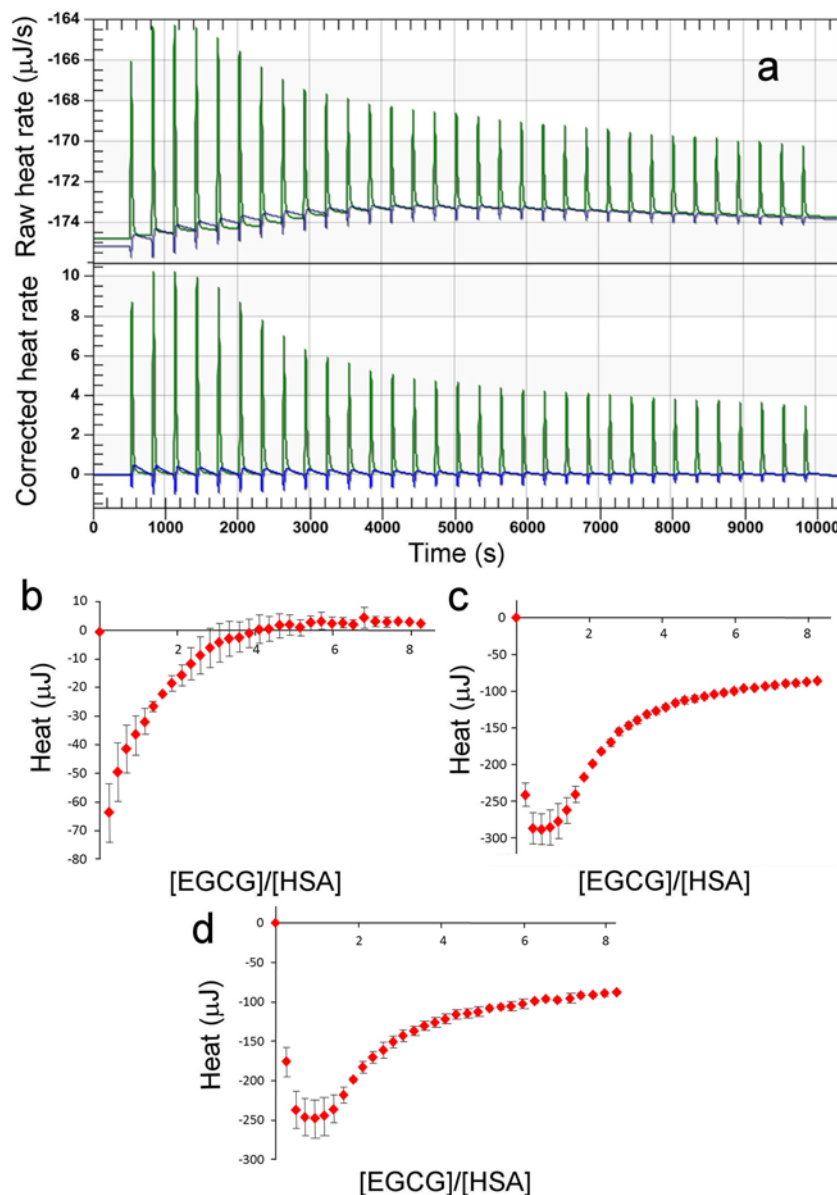 a
Raw heat rate (μJ/s)
-164
-166
-168
-170
-172
-174
Corrected heat rate
10
8
6
4
2
0
0 1000 2000 3000 4000 5000 6000 7000 8000 9000 10000
Time (s)
b
Heat (μJ)
10
0
-10
-20
-30
-40
-50
-60
-70
-80
2 4 6 8
[EGCG]/[HSA]
c
Heat (μJ)
0
-50
-100
-150
-200
-250
-300
2 4 6 8
[EGCG]/[HSA]
d
Heat (μJ)
0
-50
-100
-150
-200
-250
-300
2 4 6 8
[EGCG]/[HSA]